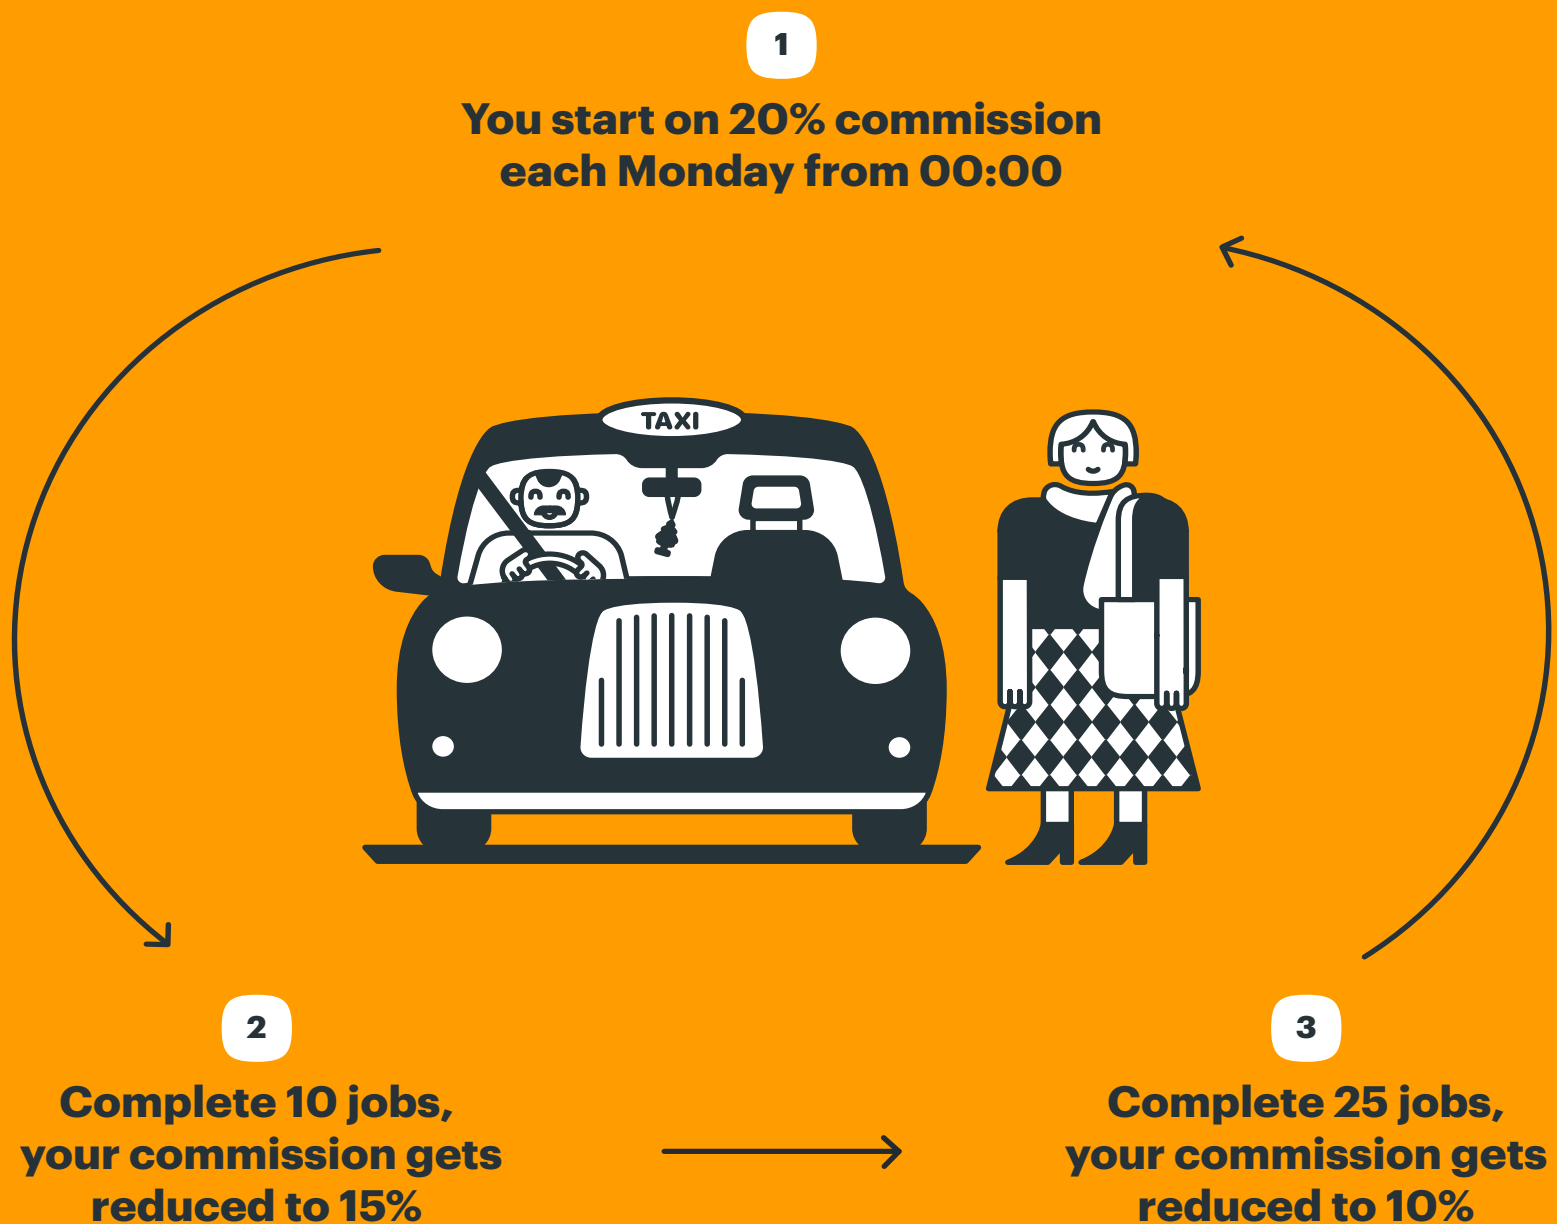 1
You start on 20% commission
each Monday from 00:00
TAXI
2
Complete 10 jobs,
your commission gets
reduced to 15%
3
Complete 25 jobs,
your commission gets
reduced to 10%